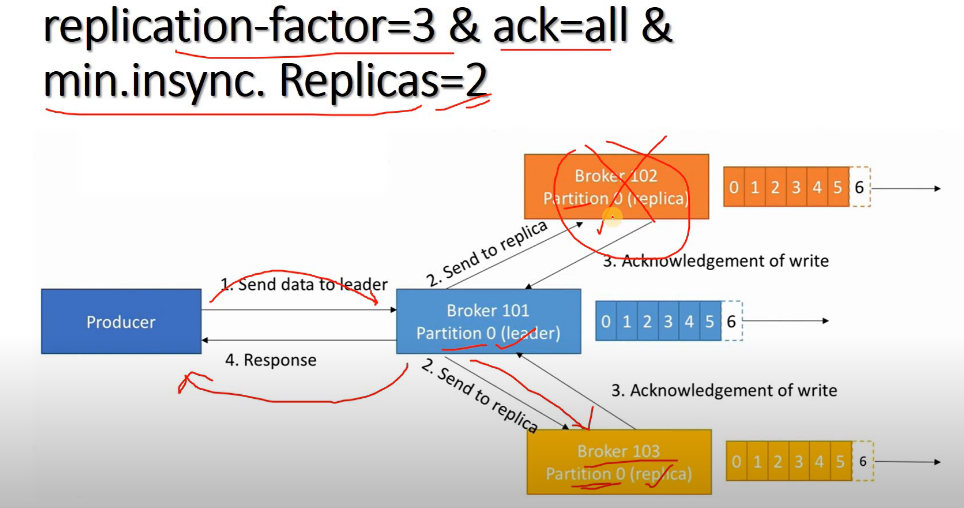 replication-factor=3 & ack=all &
min.insync. Replicas=2
Broker 102
Partition 0 (replica)
0 1 2 3 4 5 6
2. Send to replica
3. Acknowledgement of write
1. Send data to leader
Producer
Broker 101
Partition 0 (leader)
0 1 2 3 4 5 6
4. Response
2. Send to replica
3. Acknowledgement of write
Broker 103
Partition 0 (replica)
0 1 2 3 4 5 6